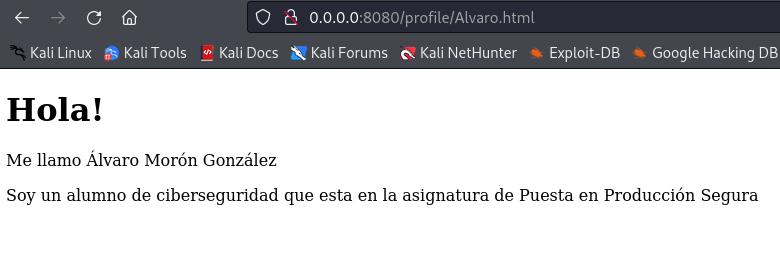 0.0.0.0:8080/profile/Alvaro.html
Kali Linux Kali Tools Kali Docs Kali Forums Kali NetHunter Exploit-DB Google Hacking DB
Hola!
Me llamo Álvaro Morón González
Soy un alumno de ciberseguridad que esta en la asignatura de Puesta en Producción Segura